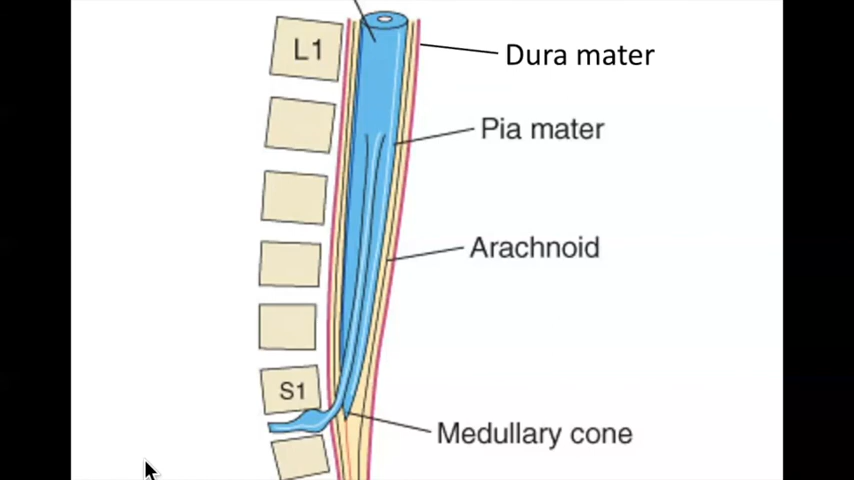 L1
Dura mater
Pia mater
Arachnoid
S1
Medullary cone